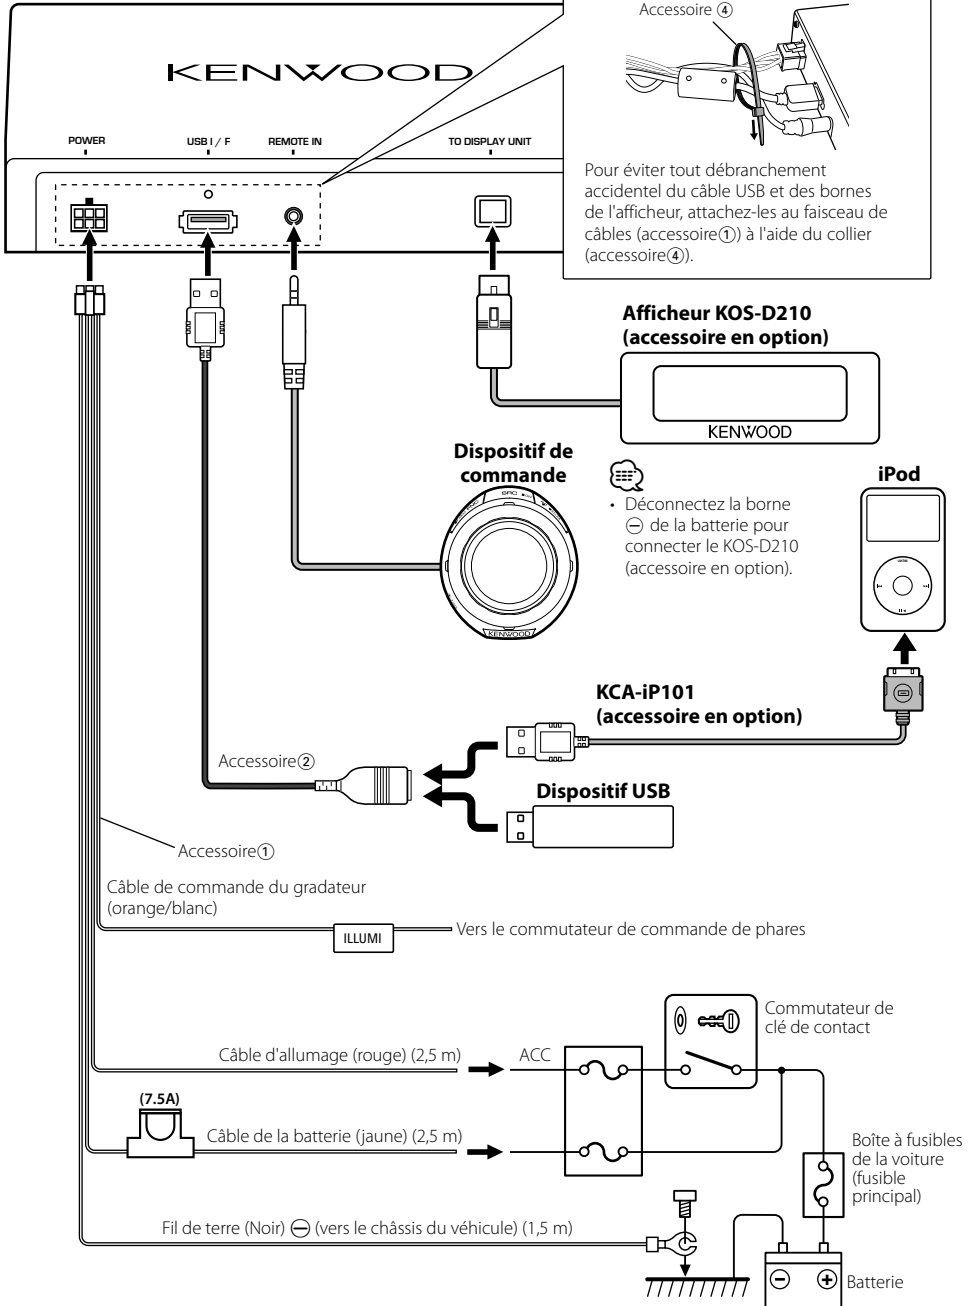 Accessoire ④
KENWOOD
POWER
USB I / F
REMOTE IN
TO DISPLAY UNIT
Pour éviter tout débranchement
accidentel du câble USB et des bornes
de l'afficheur, attachez-les au faisceau de
câbles (accessoire①) à l'aide du collier
(accessoire④).
Afficheur KOS-D210
(accessoire en option)
KENWOOD
Dispositif de
commande
SRC
KENWOOD
• Déconnectez la borne
⊖ de la batterie pour
connecter le KOS-D210
(accessoire en option).
iPod
MENU
KCA-iP101
(accessoire en option)
Accessoire②
Dispositif USB
Accessoire①
Câble de commande du gradateur
(orange/blanc)
ILLUMI
Vers le commutateur de commande de phares
Commutateur de
clé de contact
Câble d'allumage (rouge) (2,5 m)
ACC
(7.5A)
Câble de la batterie (jaune) (2,5 m)
Boîte à fusibles
de la voiture
(fusible
principal)
Fil de terre (Noir) ⊖ (vers le châssis du véhicule) (1,5 m)
⊖ ⊕ Batterie